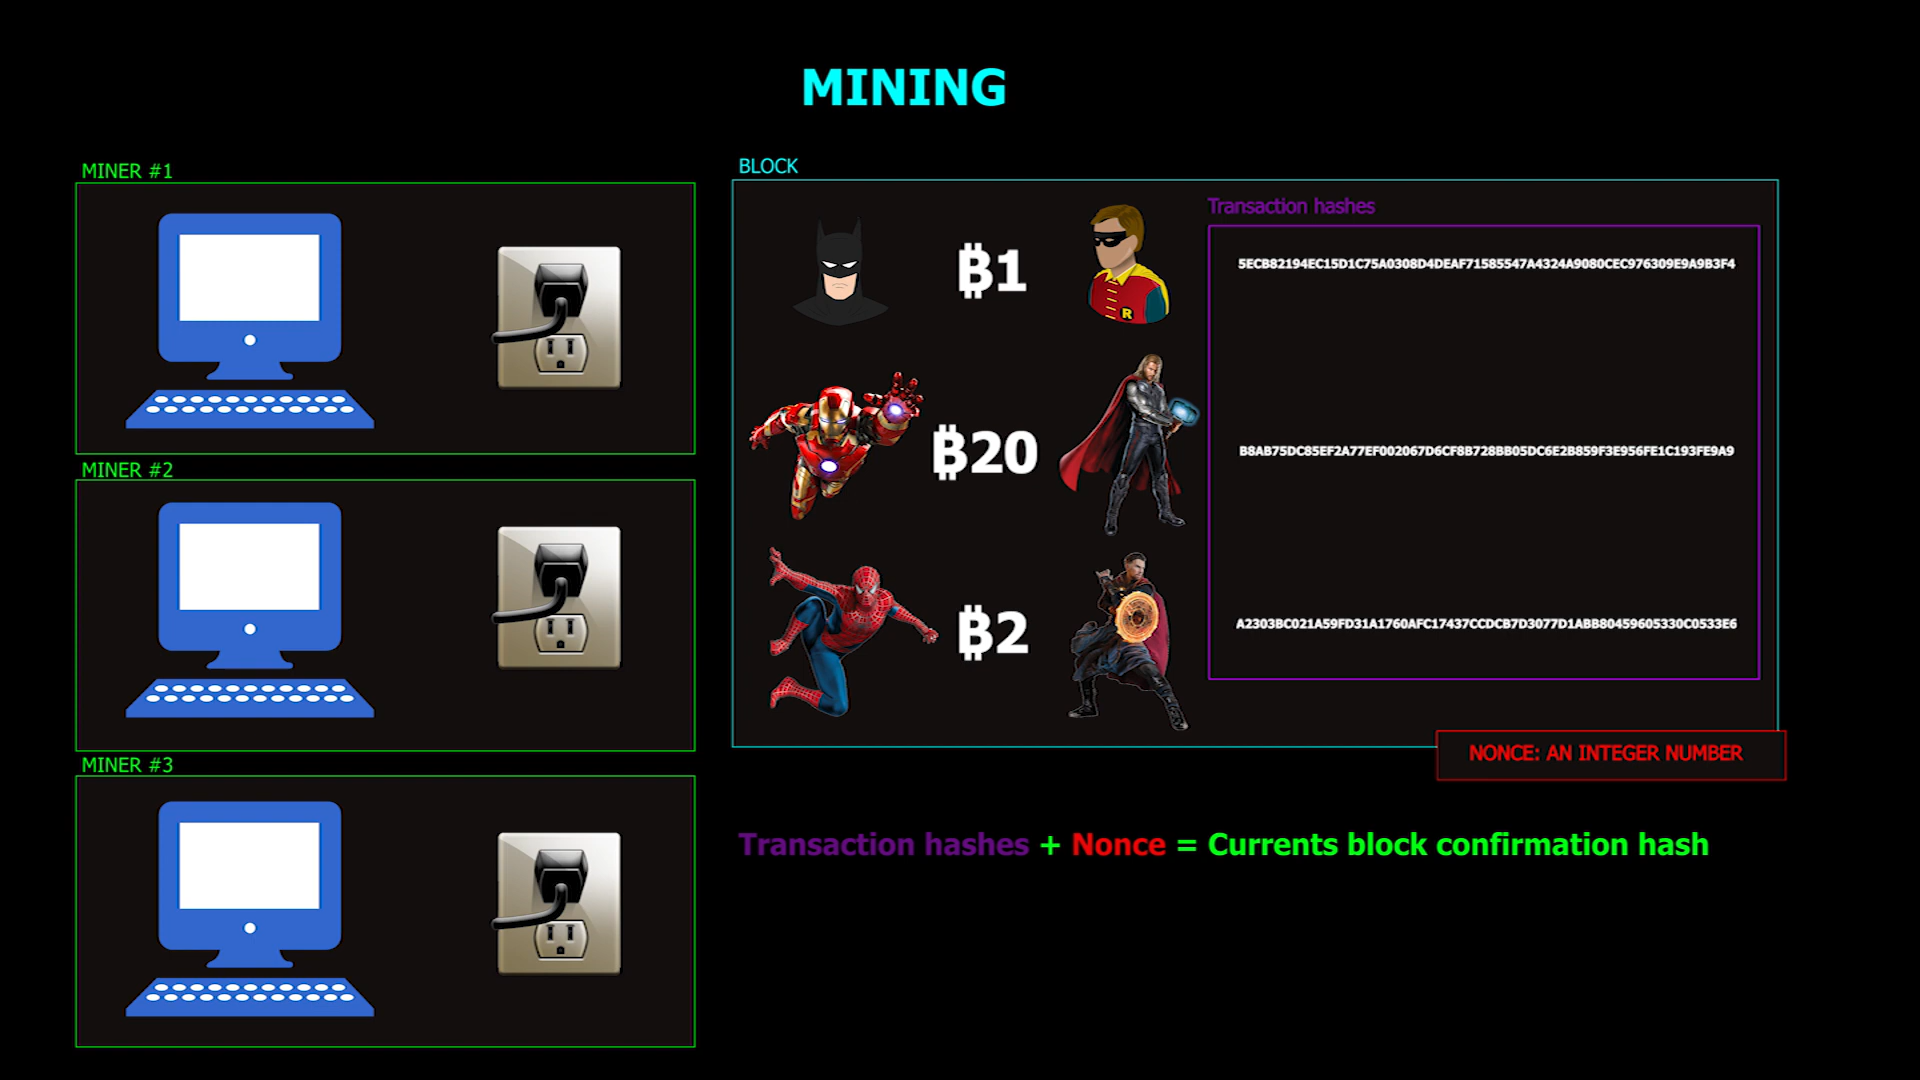 MINING
MINER #1
MINER #2
MINER #3
BLOCK
Transaction hashes
₿1
R
5ECB82194EC15D1C75A0308D4DEAF71585547A4324A9080CEC976309E9A9B3F4
₿20
B8AB75DC85EF2A77EF002067D6CF8B728BB05DC6E2B859F3E956FE1C193FE9A9
₿2
A2303BC021A59FD31A1760AFC17437CCDCB7D3077D1ABB80459605330C0533E6
NONCE: AN INTEGER NUMBER
Transaction hashes + Nonce = Currents block confirmation hash